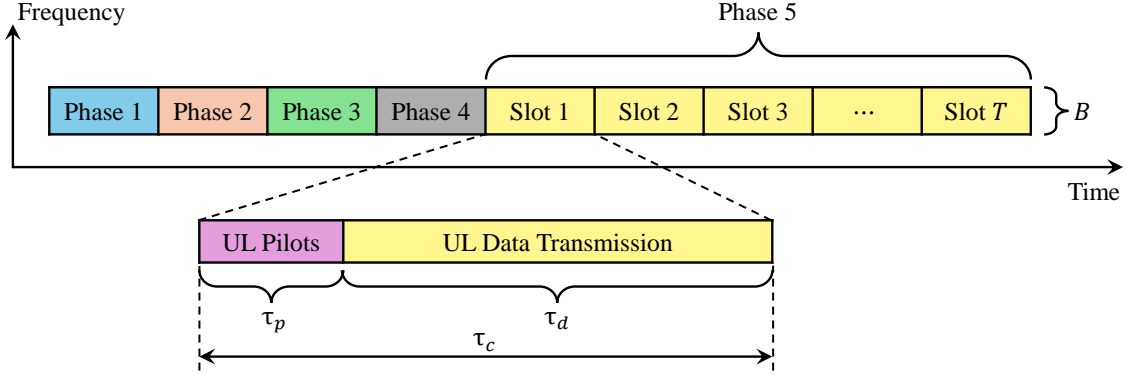 Frequency
Phase 5
Phase 1 Phase 2 Phase 3 Phase 4 Slot 1 Slot 2 Slot 3 ··· Slot T
B
Time
UL Pilots UL Data Transmission
τp τd
τc